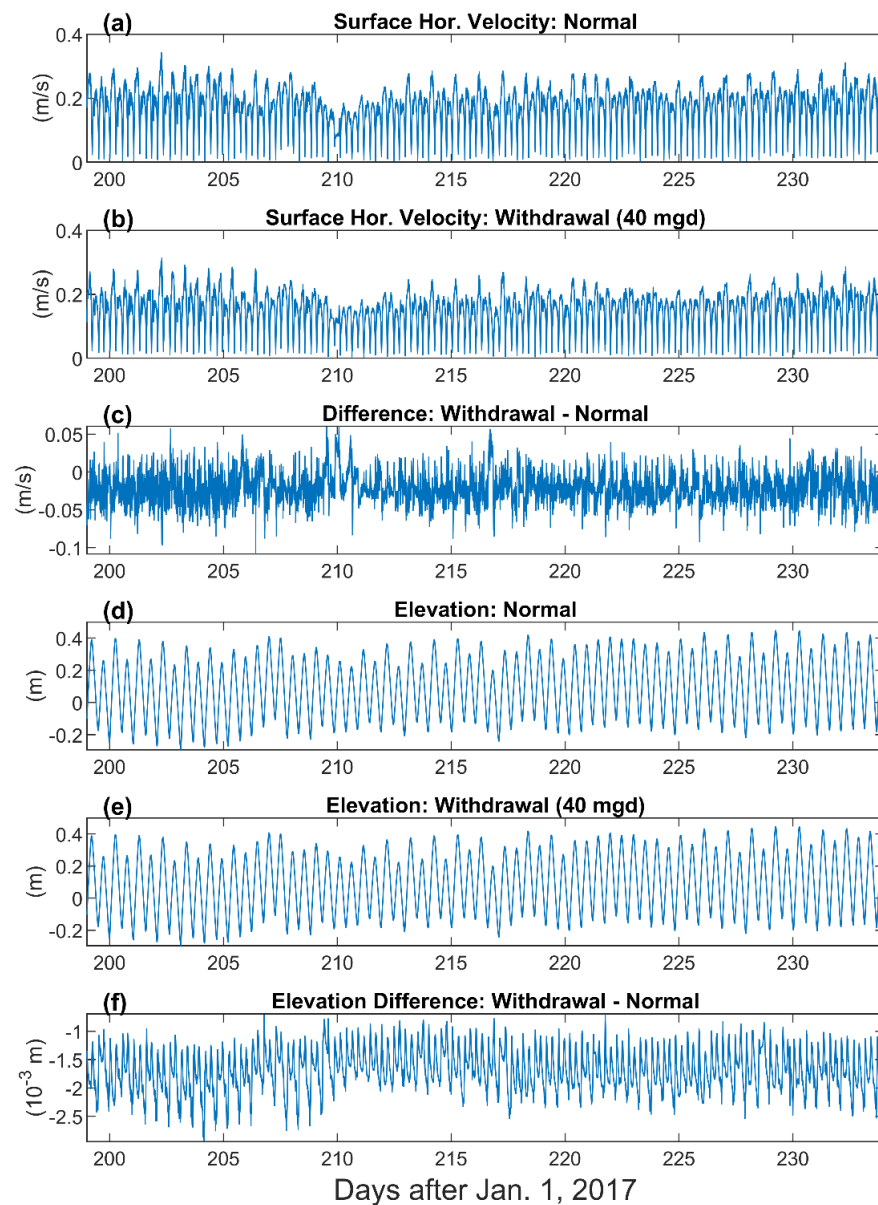 (a) Surface Hor. Velocity: Normal
0.4
0.2
0
(m/s)
200 205 210 215 220 225 230
(b) Surface Hor. Velocity: Withdrawal (40 mgd)
0.4
0.2
0
(m/s)
200 205 210 215 220 225 230
(c) Difference: Withdrawal - Normal
0.05
0
-0.05
-0.1
(m/s)
200 205 210 215 220 225 230
(d) Elevation: Normal
0.4
0.2
0
-0.2
(m)
200 205 210 215 220 225 230
(e) Elevation: Withdrawal (40 mgd)
0.4
0.2
0
-0.2
(m)
200 205 210 215 220 225 230
(f) Elevation Difference: Withdrawal - Normal
-1
-1.5
-2
-2.5
(10⁻³ m)
200 205 210 215 220 225 230
Days after Jan. 1, 2017